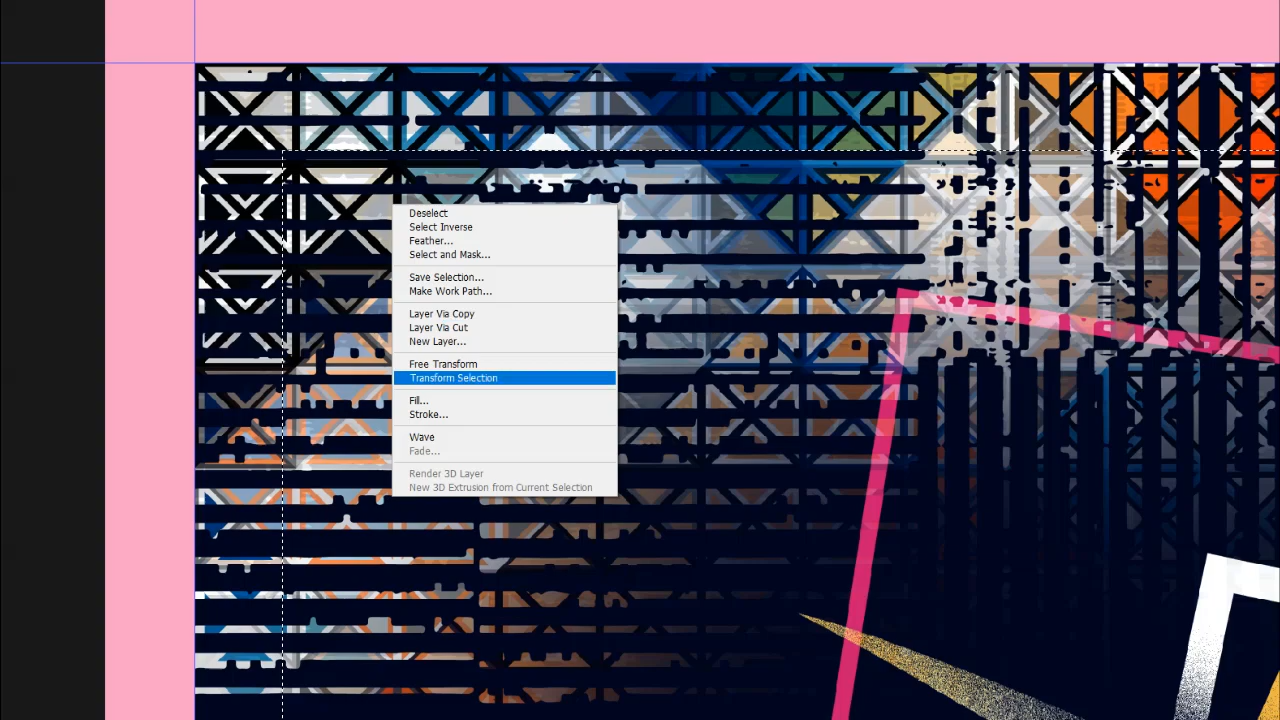 Deselect
Select Inverse
Feather...
Select and Mask...
Save Selection...
Make Work Path...
Layer Via Copy
Layer Via Cut
New Layer...
Free Transform
Transform Selection
Fill...
Stroke...
Wave
Fade...
Render 3D Layer
New 3D Extrusion from Current Selection